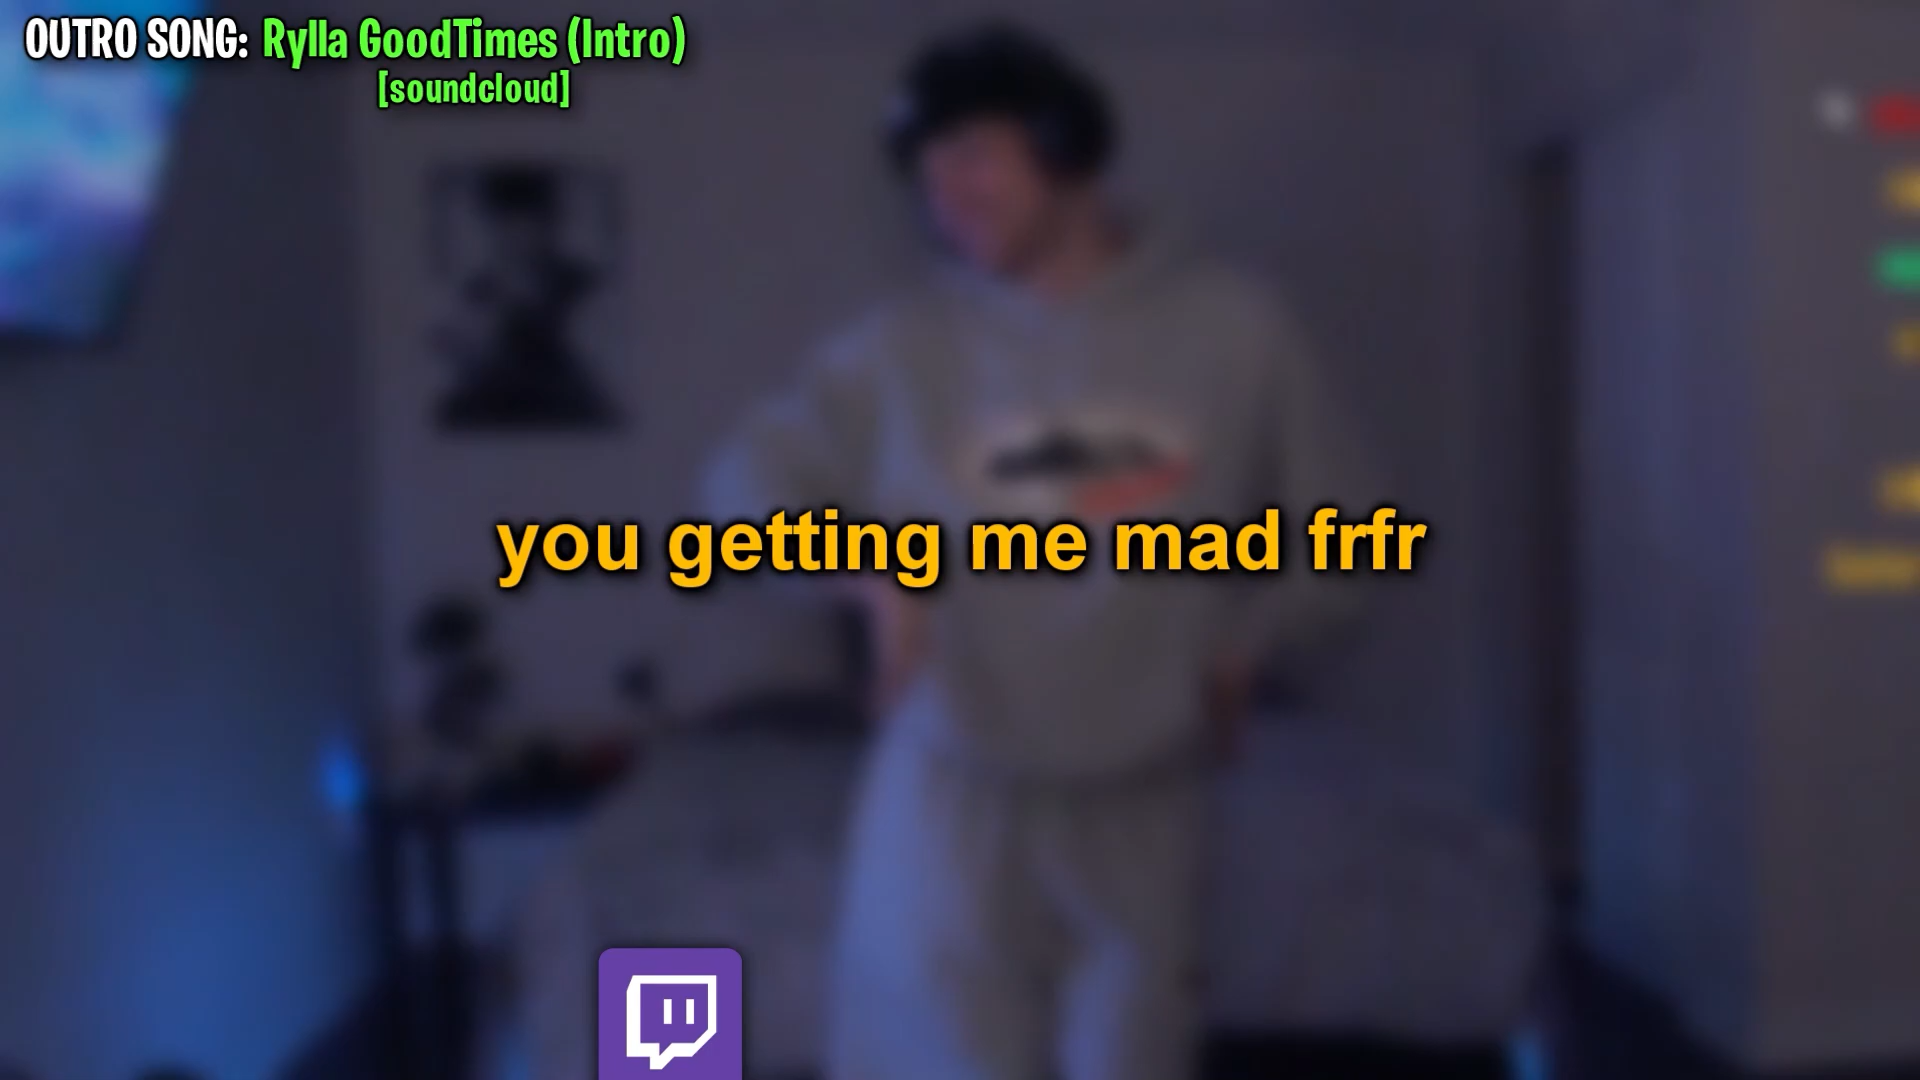 OUTRO SONG: Rylla GoodTimes (Intro)
[soundcloud]
you getting me mad frfr